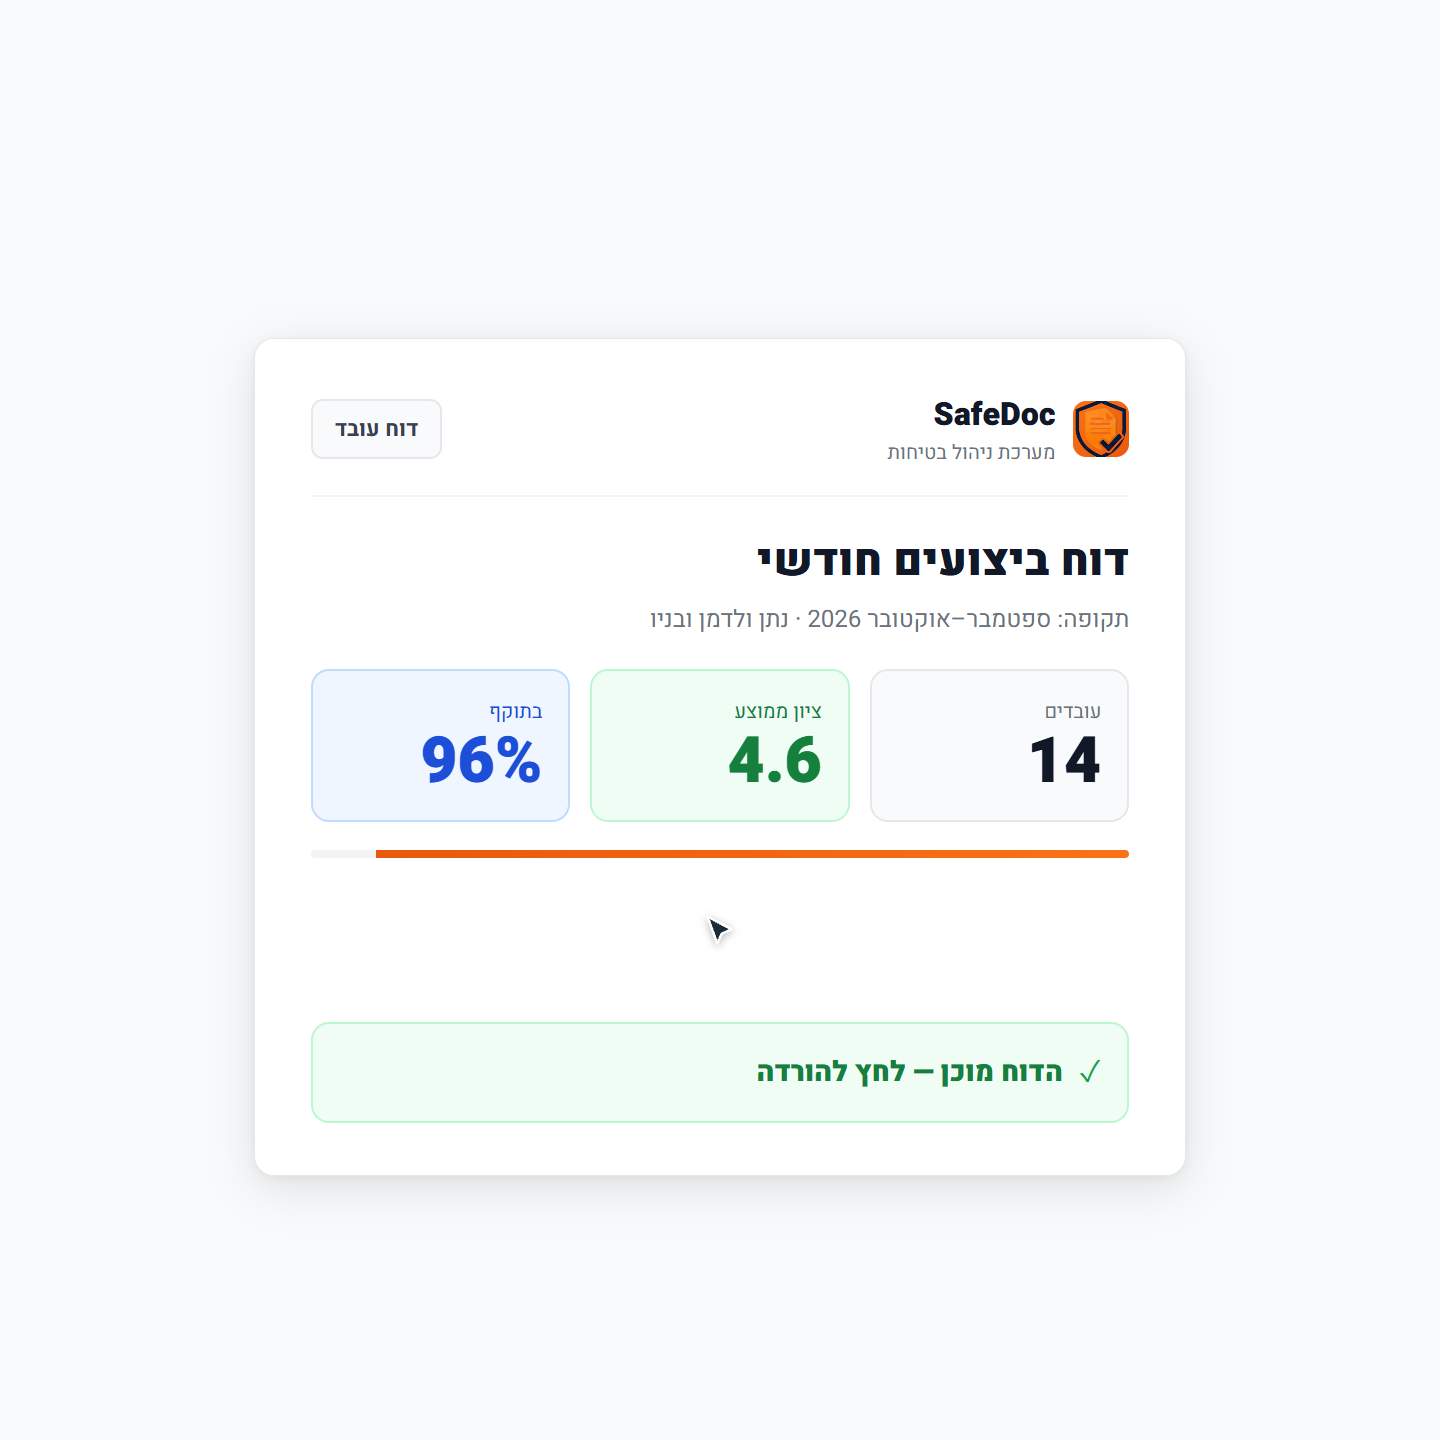 SafeDoc
מערכת ניהול בטיחות
דוח עובד
דוח ביצועים חודשי
תקופה: ספטמבר–אוקטובר 2026 · נתן ולדמן ובניו
עובדים
14
ציון ממוצע
4.6
בתוקף
96%
✓ הדוח מוכן – לחץ להורדה